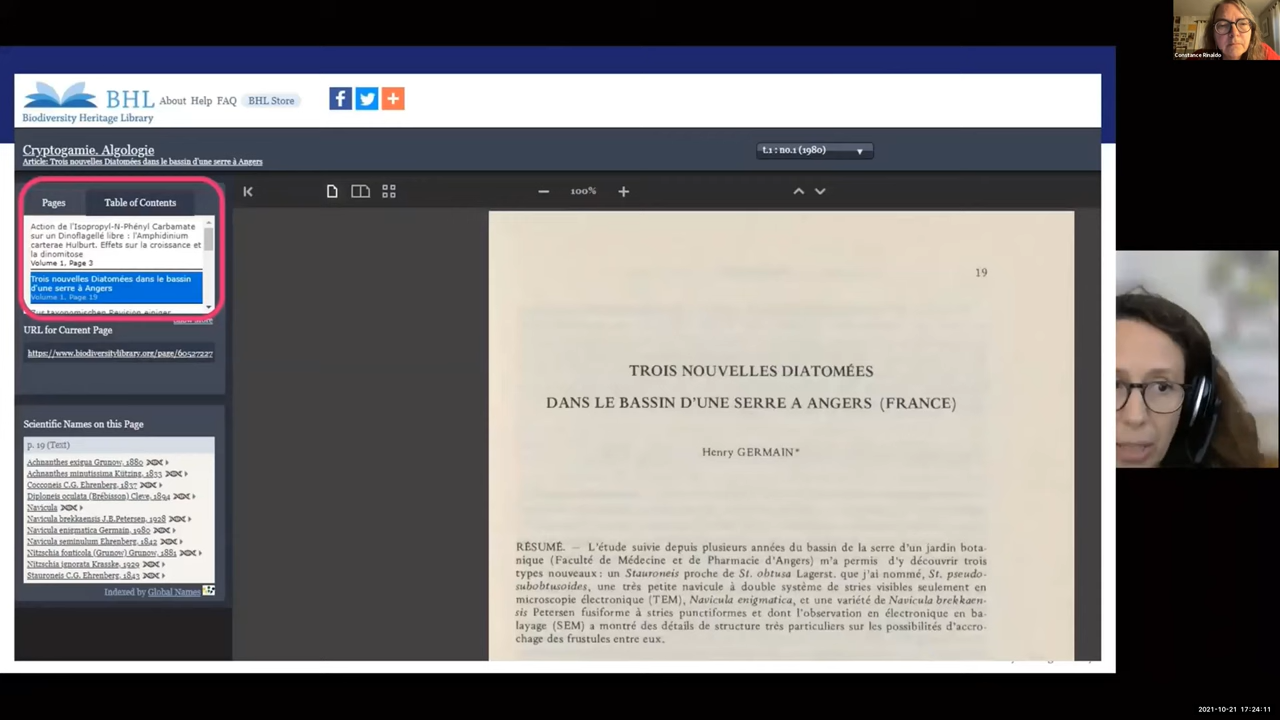 Constance Rinaldo
BHL
Biodiversity Heritage Library
About Help FAQ BHL Store
Cryptogamie. Algologie
Article: Trois nouvelles Diatomées dans le bassin d'une serre à Angers
t.1 : no.1 (1980)
Pages Table of Contents
100%
Action de l'Isopropyl-N-Phényl Carbamate
sur un Dinoflagellé libre : l'Amphidinium
carterae Hulburt. Effets sur la croissance et
la dinomitose
Volume 1, Page 3
Trois nouvelles Diatomées dans le bassin
d'une serre à Angers
Volume 1, Page 19
Zur taxonomischen Revision einiger
Show More
URL for Current Page
https://www.biodiversitylibrary.org/page/60527227
Scientific Names on this Page
p. 19 (Text)
Achnanthes exigua Grunow, 1880
Achnanthes minutissima Kützing, 1833
Cocconeis C.G. Ehrenberg, 1837
Diploneis oculata (Brébisson) Cleve, 1894
Navicula
Navicula brekkaensis J.B.Petersen, 1928
Navicula enigmatica Germain, 1980
Navicula seminulum Ehrenberg, 1842
Nitzschia fonticola (Grunow) Grunow, 1881
Nitzschia ignorata Krasske, 1929
Stauroneis C.G. Ehrenberg, 1843
Indexed by Global Names
19
TROIS NOUVELLES DIATOMÉES
DANS LE BASSIN D'UNE SERRE A ANGERS (FRANCE)
Henry GERMAIN*
RÉSUMÉ. — L'étude suivie depuis plusieurs années du bassin de la serre d'un jardin bota-
nique (Faculté de Médecine et de Pharmacie d'Angers) m'a permis d'y découvrir trois
types nouveaux : un Stauroneis proche de St. obtusa Lagerst. que j'ai nommé, St. pseudo-
subobtusoides, une très petite navicule à double système de stries visibles seulement en
microscopie électronique (TEM), Navicula enigmatica, et une variété de Navicula brekkaen-
sis Petersen fusiforme à stries punctiformes et dont l'observation en électronique en ba-
layage (SEM) a montré des détails de structure très particuliers sur les possibilités d'accro-
chage des frustules entre eux.
2021-10-21 17:24:11